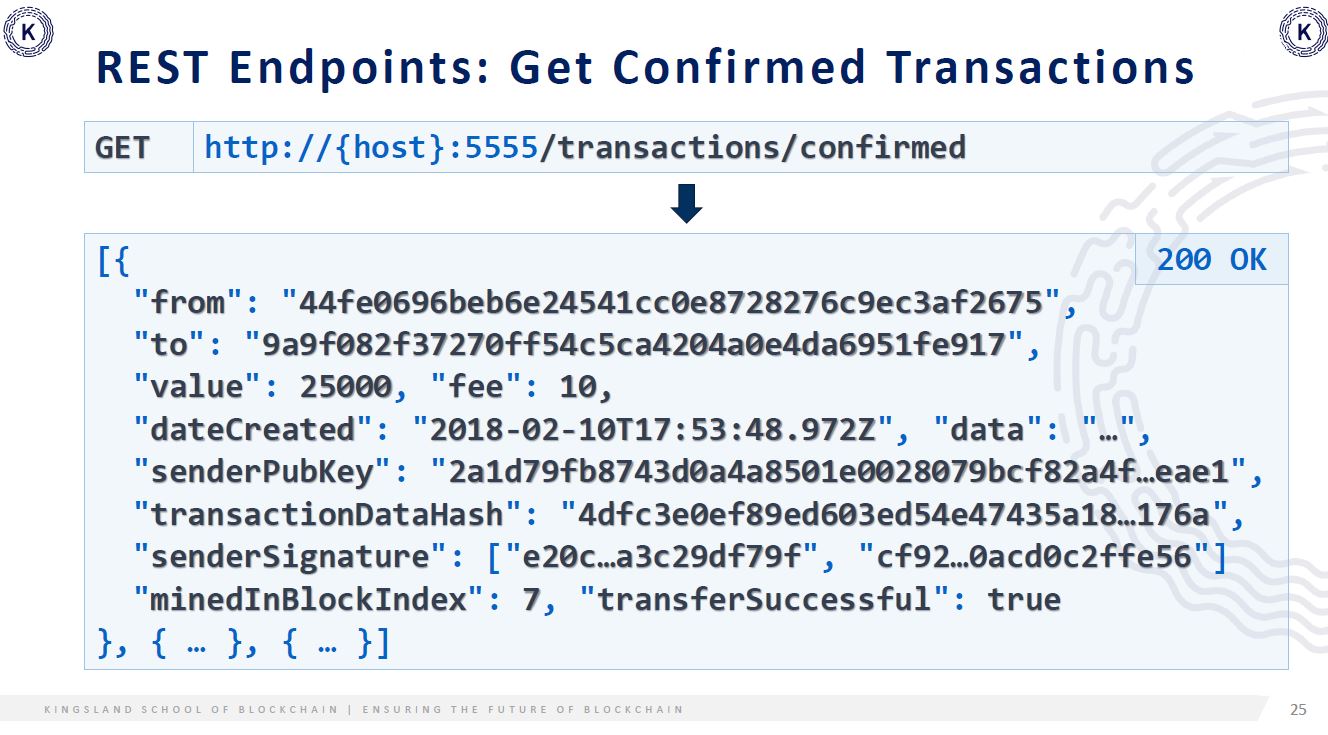 K
K
REST Endpoints: Get Confirmed Transactions
GET http://{host}:5555/transactions/confirmed
200 OK
[{
"from": "44fe0696beb6e24541cc0e8728276c9ec3af2675",
"to": "9a9f082f37270ff54c5ca4204a0e4da6951fe917",
"value": 25000, "fee": 10,
"dateCreated": "2018-02-10T17:53:48.972Z", "data": "…",
"senderPubKey": "2a1d79fb8743d0a4a8501e0028079bcf82a4f…eae1",
"transactionDataHash": "4dfc3e0ef89ed603ed54e47435a18…176a",
"senderSignature": ["e20c…a3c29df79f", "cf92…0acd0c2ffe56"]
"minedInBlockIndex": 7, "transferSuccessful": true
}, { … }, { … }]
KINGSLAND SCHOOL OF BLOCKCHAIN | ENSURING THE FUTURE OF BLOCKCHAIN
25